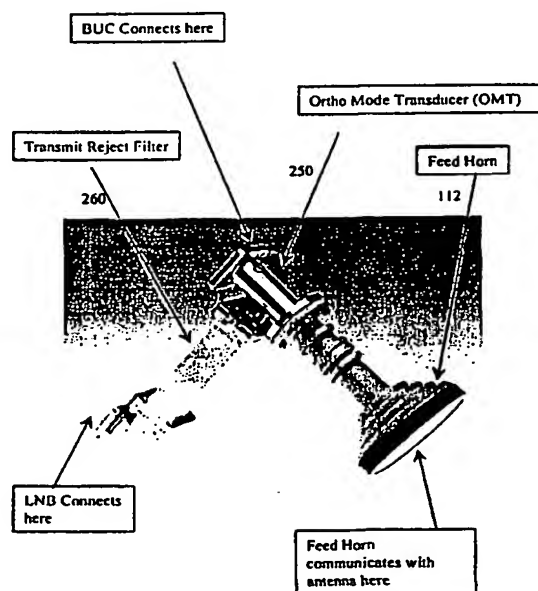 BUC Connects here
Ortho Mode Transducer (OMT)
Transmit Reject Filter
Feed Horn
250
260
112
LNB Connects
here
Feed Horn
communicates with
antenna here